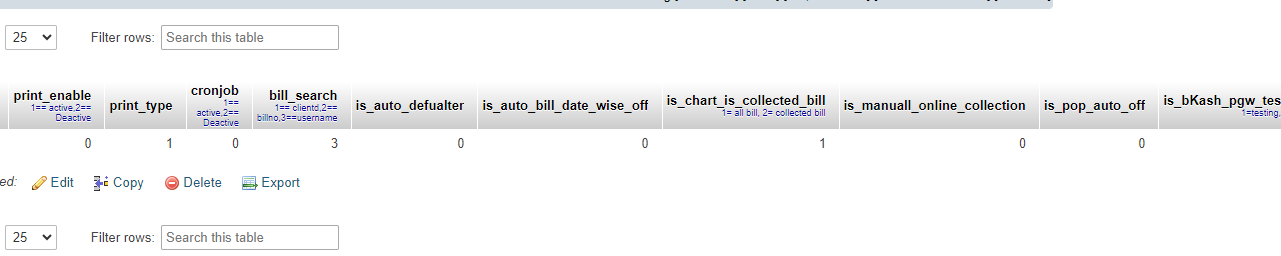 25 Filter rows: Search this table
print_enable
1== active,2==
Deactive
print_type
cronjob
1==
active,2==
Deactive
bill_search
1== clientd,2==
billno,3==username
is_auto_defualter
is_auto_bill_date_wise_off
is_chart_is_collected_bill
1= all bill, 2= collected bill
is_manuall_online_collection
is_pop_auto_off
is_bKash_pgw_tes
1=testing,
0 1 0 3 0 0 1 0 0
ed: Edit Copy Delete Export
25 Filter rows: Search this table